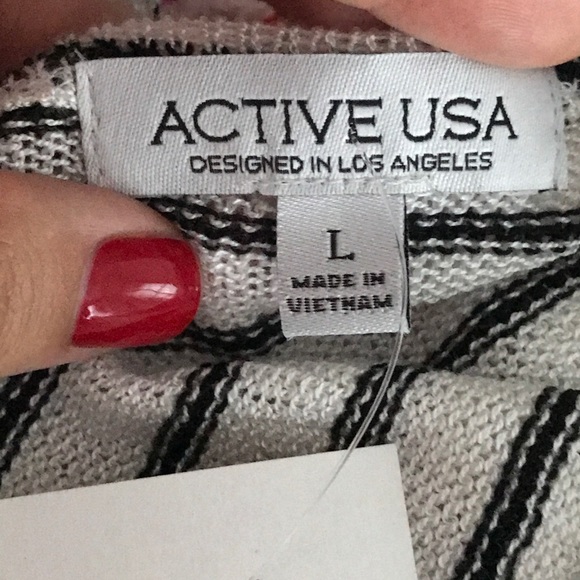 ACTIVE USA
DESIGNED IN LOS ANGELES
L
MADE IN
VIETNAM